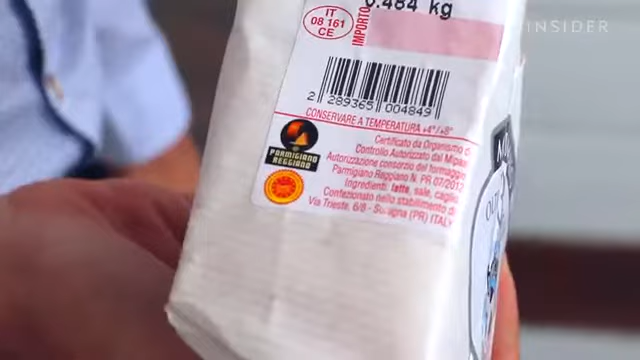 INSIDER
IT
08 161
CE
IMPORTO
0.484 kg
2 289365 004849
CONSERVARE A TEMPERATURA +4°/+8°
PARMIGIANO
REGGIANO
Certificato da Organismo di
Controllo Autorizzato dal Mipaaf
Autorizzazione consorzio del formaggio
Parmigiano Reggiano N. PR 07/2012
Ingredienti: latte, sale, caglio
Confezionato nello stabilimento di
Via Trieste, 6/8 - (PR) ITALY